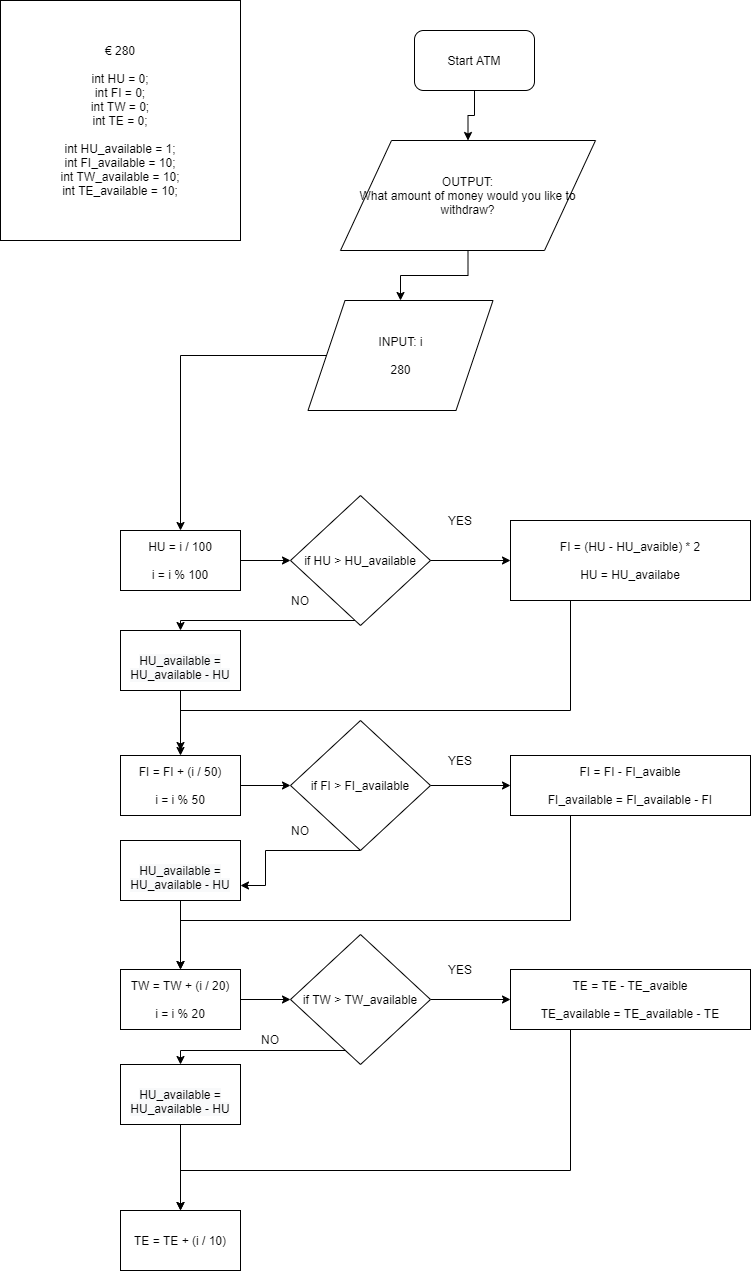 € 280
int HU = 0;
int FI = 0;
int TW = 0;
int TE = 0;
int HU_available = 1;
int FI_available = 10;
int TW_available = 10;
int TE_available = 10;
Start ATM
OUTPUT:
What amount of money would you like to
withdraw?
INPUT: i
280
HU = i / 100
i = i % 100
if HU > HU_available
YES
FI = (HU - HU_avaible) * 2
HU = HU_availabe
NO
HU_available =
HU_available - HU
FI = FI + (i / 50)
i = i % 50
if FI > FI_available
YES
FI = FI - FI_avaible
FI_available = FI_available - FI
NO
HU_available =
HU_available - HU
TW = TW + (i / 20)
i = i % 20
if TW > TW_available
YES
TE = TE - TE_avaible
TE_available = TE_available - TE
NO
HU_available =
HU_available - HU
TE = TE + (i / 10)